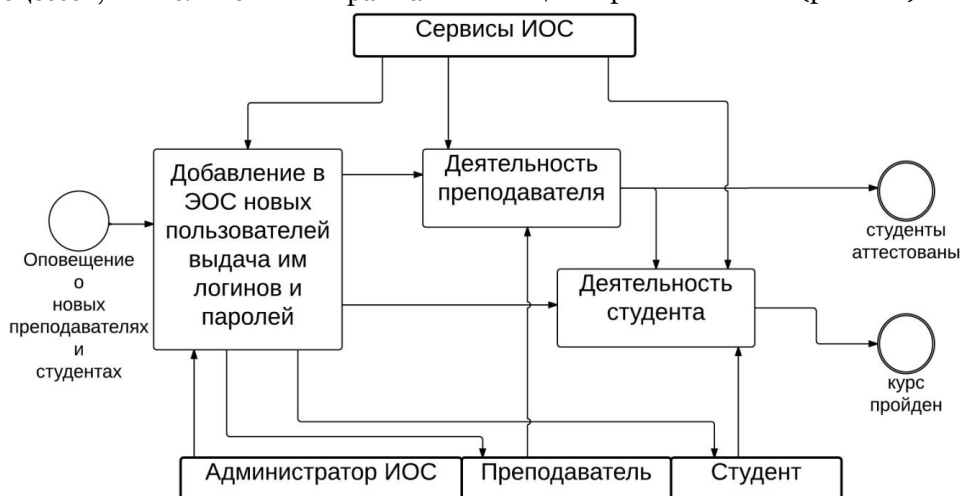 Сервисы ИОС
Добавление в
ЭОС новых
пользователей
выдача им
логинов и
паролей
Деятельность
преподавателя
Деятельность
студента
Оповещение
о
новых
преподавателях
и
студентах
студенты
аттестованы
курс
пройден
Администратор ИОС
Преподаватель
Студент